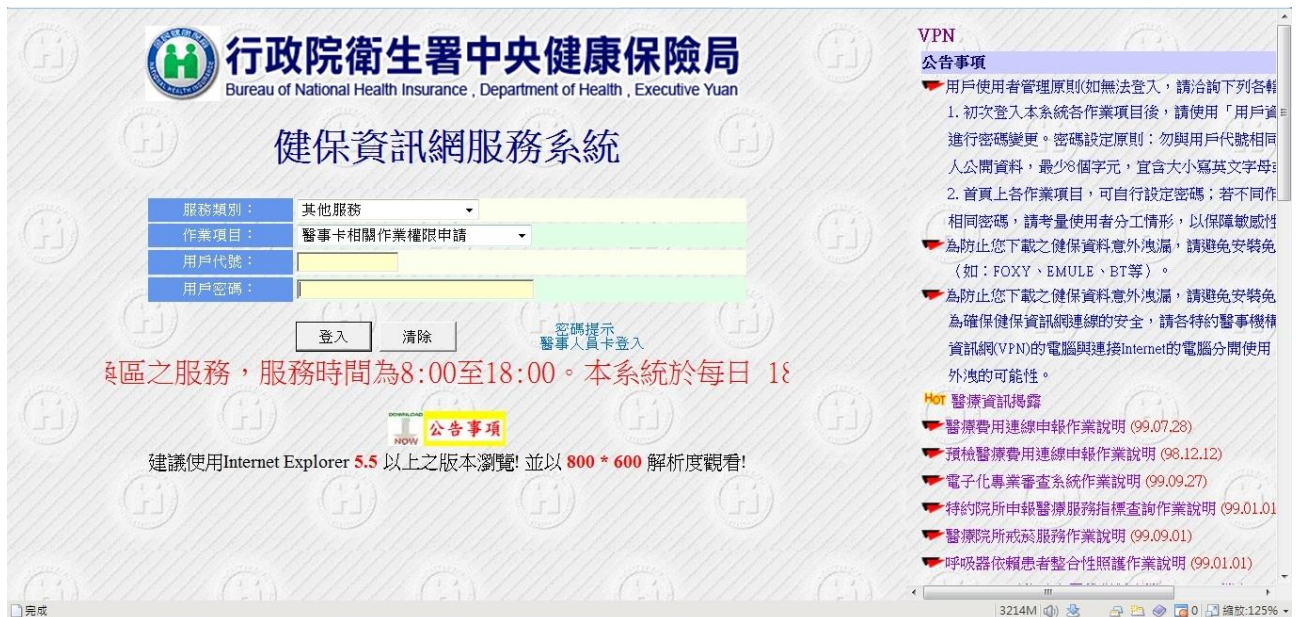 行政院衛生署中央健康保險局
Bureau of National Health Insurance , Department of Health , Executive Yuan
健保資訊網服務系統
服務類別：
其他服務
作業項目：
醫事卡相關作業權限申請
用戶代號：
用戶密碼：
登入
清除
密碼提示
醫事人員卡登入
區之服務，服務時間為8:00至18:00。本系統於每日 18
DOWNLOAD
NOW
公告事項
建議使用Internet Explorer 5.5 以上之版本瀏覽! 並以 800 * 600 解析度觀看!
VPN
公告事項
用戶使用者管理原則(如無法登入，請洽詢下列各轄
1. 初次登入本系統各作業項目後，請使用「用戶資
進行密碼變更。密碼設定原則：勿與用戶代號相同
人公開資料，最少8個字元，宜含大小寫英文字母
2. 首頁上各作業項目，可自行設定密碼；若不同作
相同密碼，請考量使用者分工情形，以保障敏感性
為防止您下載之健保資料意外洩漏，請避免安裝免
（如：FOXY、EMULE、BT等）。
為防止您下載之健保資料意外洩漏，請避免安裝免
為確保健保資訊網連線的安全，請各特約醫事機構
資訊網(VPN)的電腦與連接Internet的電腦分開使用
外洩的可能性。
Hot 醫療資訊揭露
醫療費用連線申報作業說明 (99.07.28)
預檢醫療費用連線申報作業說明 (98.12.12)
電子化專業審查系統作業說明 (99.09.27)
特約院所申報醫療服務指標查詢作業說明 (99.01.01
醫療院所戒菸服務作業說明 (99.09.01)
呼吸器依賴患者整合性照護作業說明 (99.01.01)
完成
3214M
0
縮放:125%